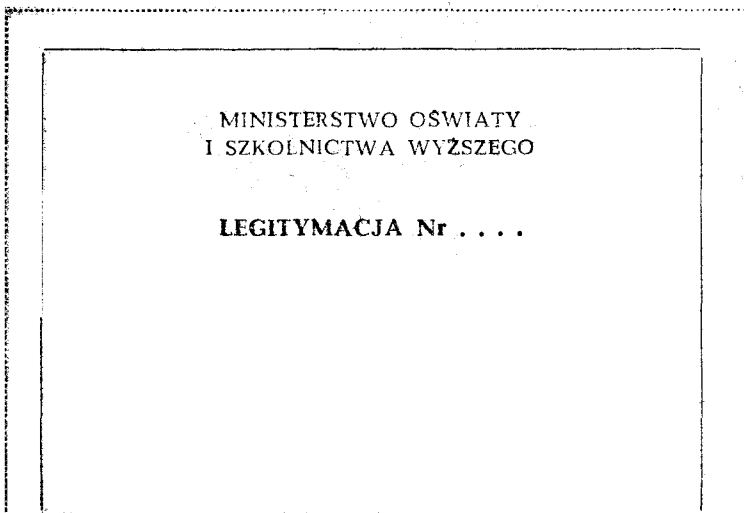 MINISTERSTWO OŚWIATY
I SZKOLNICTWA WYŻSZEGO
LEGITYMACJA Nr . . . .